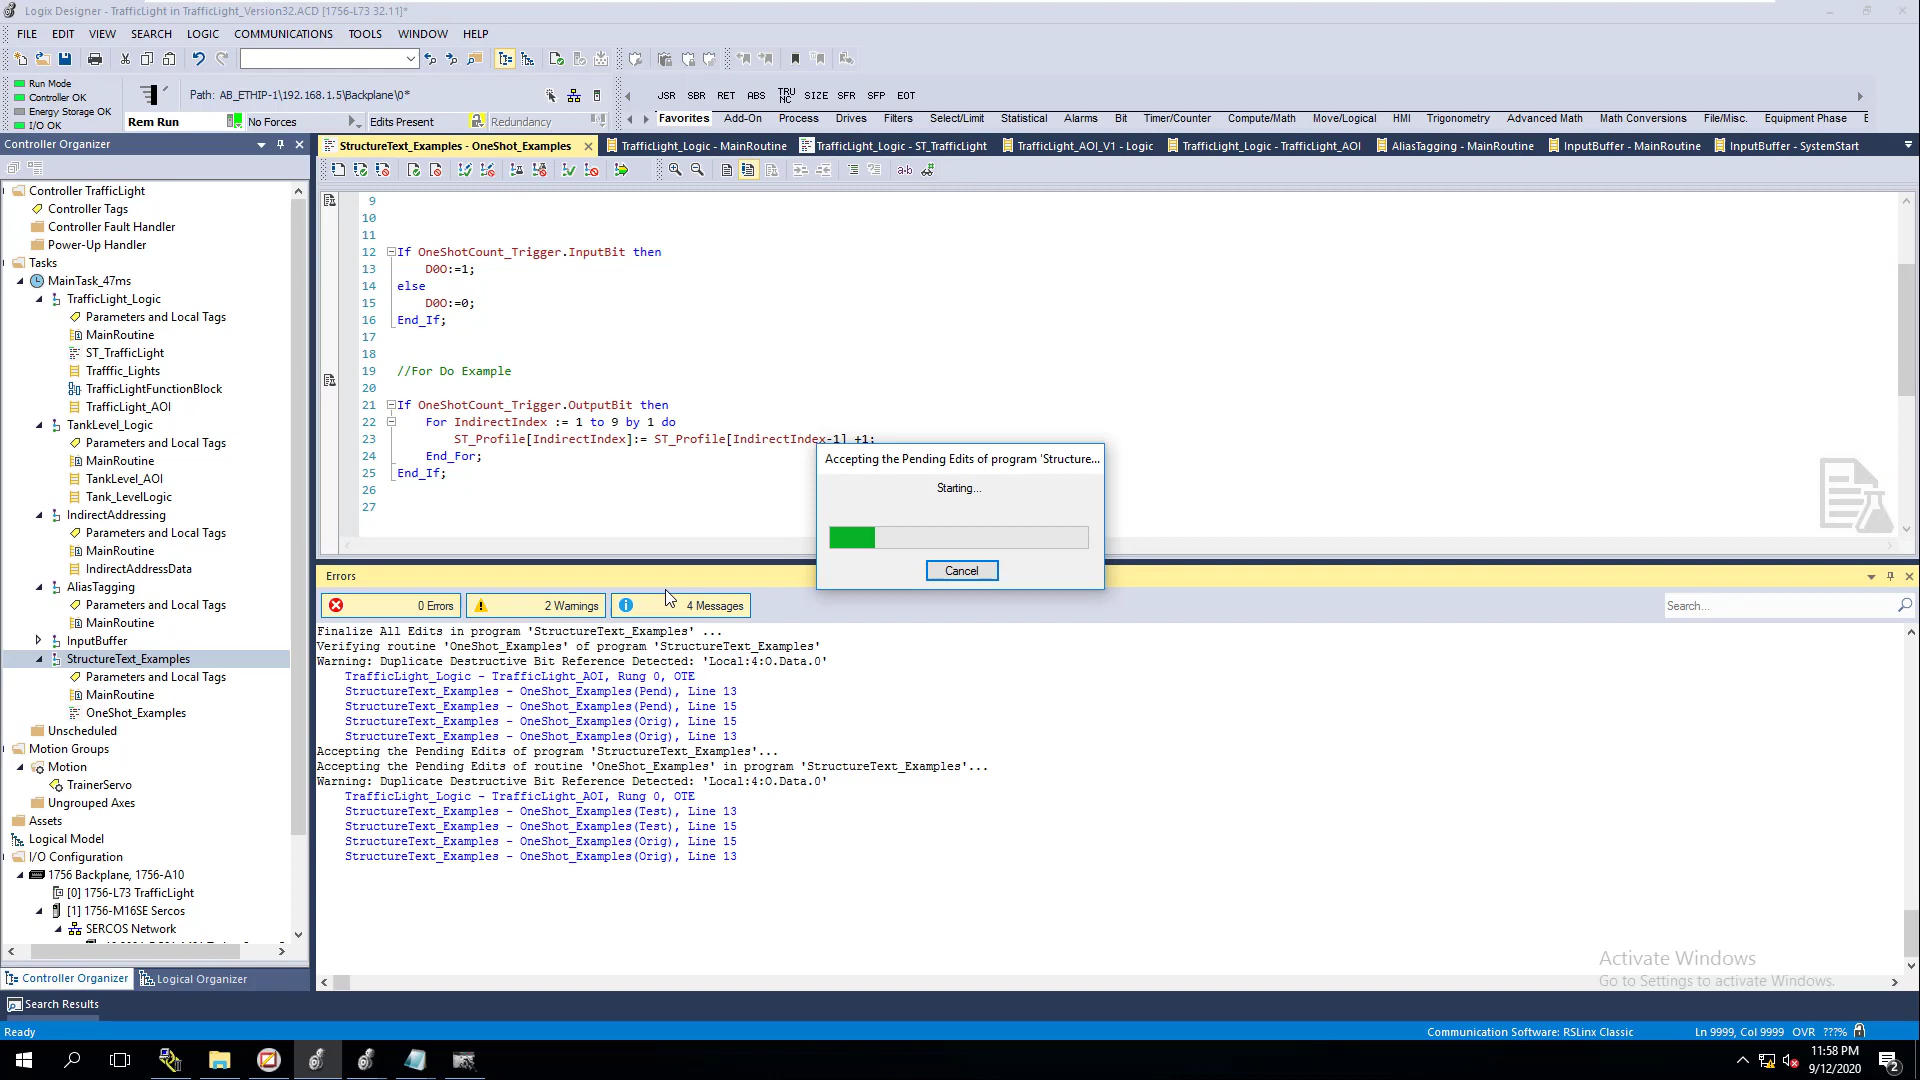 Logix Designer - TrafficLight in TrafficLight_Version32.ACD [1756-L73 32.11]*
FILE EDIT VIEW SEARCH LOGIC COMMUNICATIONS TOOLS WINDOW HELP
Run Mode
Controller OK
Energy Storage OK
I/O OK
Path: AB_ETHIP-1\192.168.1.5\Backplane\0*
Rem Run No Forces Edits Present Redundancy
JSR SBR RET ABS TRUNC SIZE SFR SFP EOT
Favorites Add-On Process Drives Filters Select/Limit Statistical Alarms Bit Timer/Counter Compute/Math Move/Logical HMI Trigonometry Advanced Math Math Conversions File/Misc. Equipment Phase E
Controller Organizer
StructureText_Examples - OneShot_Examples TrafficLight_Logic - MainRoutine TrafficLight_Logic - ST_TrafficLight TrafficLight_AOI_V1 - Logic TrafficLight_Logic - TrafficLight_AOI AliasTagging - MainRoutine InputBuffer - MainRoutine InputBuffer - SystemStart
Controller TrafficLight
Controller Tags
Controller Fault Handler
Power-Up Handler
Tasks
MainTask_47ms
TrafficLight_Logic
Parameters and Local Tags
MainRoutine
ST_TrafficLight
Trafffic_Lights
TrafficLightFunctionBlock
TrafficLight_AOI
TankLevel_Logic
Parameters and Local Tags
MainRoutine
TankLevel_AOI
Tank_LevelLogic
IndirectAddressing
Parameters and Local Tags
MainRoutine
IndirectAddressData
AliasTagging
Parameters and Local Tags
MainRoutine
InputBuffer
StructureText_Examples
Parameters and Local Tags
MainRoutine
OneShot_Examples
Unscheduled
Motion Groups
Motion
TrainerServo
Ungrouped Axes
Assets
Logical Model
I/O Configuration
1756 Backplane, 1756-A10
[0] 1756-L73 TrafficLight
[1] 1756-M16SE Sercos
SERCOS Network
Controller Organizer Logical Organizer
9
10
11
12 If OneShotCount_Trigger.InputBit then
13 D0O:=1;
14 else
15 D0O:=0;
16 End_If;
17
18
19 //For Do Example
20
21 If OneShotCount_Trigger.OutputBit then
22 For IndirectIndex := 1 to 9 by 1 do
23 ST_Profile[IndirectIndex]:= ST_Profile[IndirectIndex-1] +1;
24 End_For;
25 End_If;
26
27
Accepting the Pending Edits of program 'Structure...
Starting...
Cancel
Errors
0 Errors 2 Warnings 4 Messages Search...
Finalize All Edits in program 'StructureText_Examples' ...
Verifying routine 'OneShot_Examples' of program 'StructureText_Examples'
Warning: Duplicate Destructive Bit Reference Detected: 'Local:4:O.Data.0'
TrafficLight_Logic - TrafficLight_AOI, Rung 0, OTE
StructureText_Examples - OneShot_Examples(Pend), Line 13
StructureText_Examples - OneShot_Examples(Pend), Line 15
StructureText_Examples - OneShot_Examples(Orig), Line 15
StructureText_Examples - OneShot_Examples(Orig), Line 13
Accepting the Pending Edits of program 'StructureText_Examples'...
Accepting the Pending Edits of routine 'OneShot_Examples' in program 'StructureText_Examples'...
Warning: Duplicate Destructive Bit Reference Detected: 'Local:4:O.Data.0'
TrafficLight_Logic - TrafficLight_AOI, Rung 0, OTE
StructureText_Examples - OneShot_Examples(Test), Line 13
StructureText_Examples - OneShot_Examples(Test), Line 15
StructureText_Examples - OneShot_Examples(Orig), Line 15
StructureText_Examples - OneShot_Examples(Orig), Line 13
Activate Windows
Go to Settings to activate Windows.
Search Results
Ready Communication Software: RSLinx Classic Ln 9999, Col 9999 OVR ???%
11:58 PM
9/12/2020
2